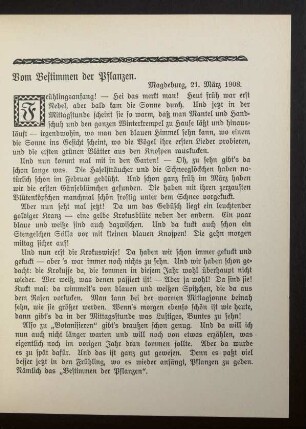 Vom Bestimmen der Pflanzen.
Magdeburg, 21. März 1908.
Frühlingsanfang! — Hei das merkt man! Heut früh war erst
Nebel, aber bald kam die Sonne durch. Und jetzt in der
Mittagstunde scheint sie so warm, daß man Mantel und Hand-
schuh und den ganzen Winterkrempel zu Hause läßt und hinaus-
läuft — irgendwohin, wo man den blauen Himmel sehn kann, wo einem
die Sonne ins Gesicht scheint, wo die Vögel ihre ersten Lieder probieren,
und die ersten grünen Blätter aus den Knospen rausgucken.
Und nun kommt mal mit in den Garten! — Oh, zu sehn gibt's da
schon lange was. Die Haselsträucher und die Schneeglöckchen haben
natürlich schon im Februar geblüht. Und schon ganz früh im März haben
wir die ersten Gänseblümchen gefunden. Die haben mit ihren zerzausten
Blütenköpfchen manchmal schon fröhlich unter dem Schnee vorgeguckt.
Aber nun seht mal jetzt! Da um das Gebüsch liegt ein leuchtender
goldiger Kranz — eine gelbe Krokusblüte neben der andern. Ein paar
blaue und weiße sind auch dazwischen. Und da kuckt auch schon ein
Stengelchen Scilla vor mit kleinen blauen Knospen! Die gehn morgen
mittag sicher auf!
Und nun erst die Krokuswiese! Da haben wir schon immer gekuckt und
gekuckt — aber's war immer noch nichts zu sehn. Wir haben schon gedacht:
die Krokusse da, die kommen in diesem Jahr wohl überhaupt nicht
wieder. Wer weiß, was denen passiert ist! — Aber ja wohl! Da sind sie!
Kuck mal: da wimmelt's von blauen und weißen Spitzchen, die da aus
dem Rasen vorkucken. Man kann bei der warmen Mittagsonne beinah
sehn, wie sie größer werden. Wenn's morgen ebenso schön ist wie heute,
dann gibts da in der Mittagstunde was Lustiges, Buntes zu sehn!
Also zu "Botanisieren" gibt's draußen schon genug. Und da will ich
nun auch nicht länger warten und will noch von etwas erzählen, was
eigentlich noch im vorigen Jahr dran kommen sollte. Aber da wurde
es zu spät dafür. Und das ist ganz gut gewesen. Denn es paßt viel
besser jetzt in den Frühling, wo es wieder anfängt, Pflanzen zu geben.
Nämlich das "Bestimmen der Pflanzen".